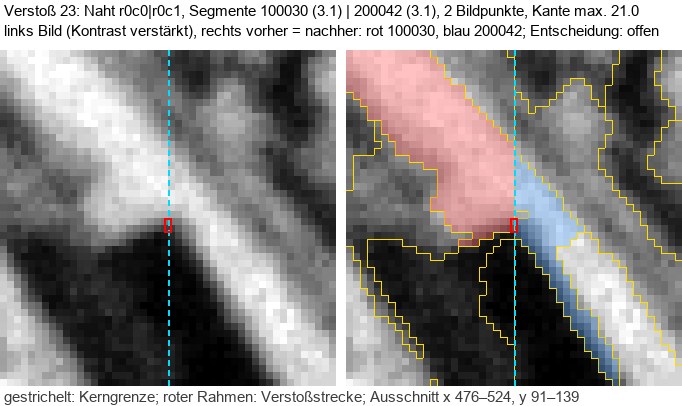 Verstoß 23: Naht r0c0|r0c1, Segmente 100030 (3.1) | 200042 (3.1), 2 Bildpunkte, Kante max. 21.0
links Bild (Kontrast verstärkt), rechts vorher = nachher: rot 100030, blau 200042; Entscheidung: offen
gestrichelt: Kerngrenze; roter Rahmen: Verstoßstrecke; Ausschnitt x 476–524, y 91–139